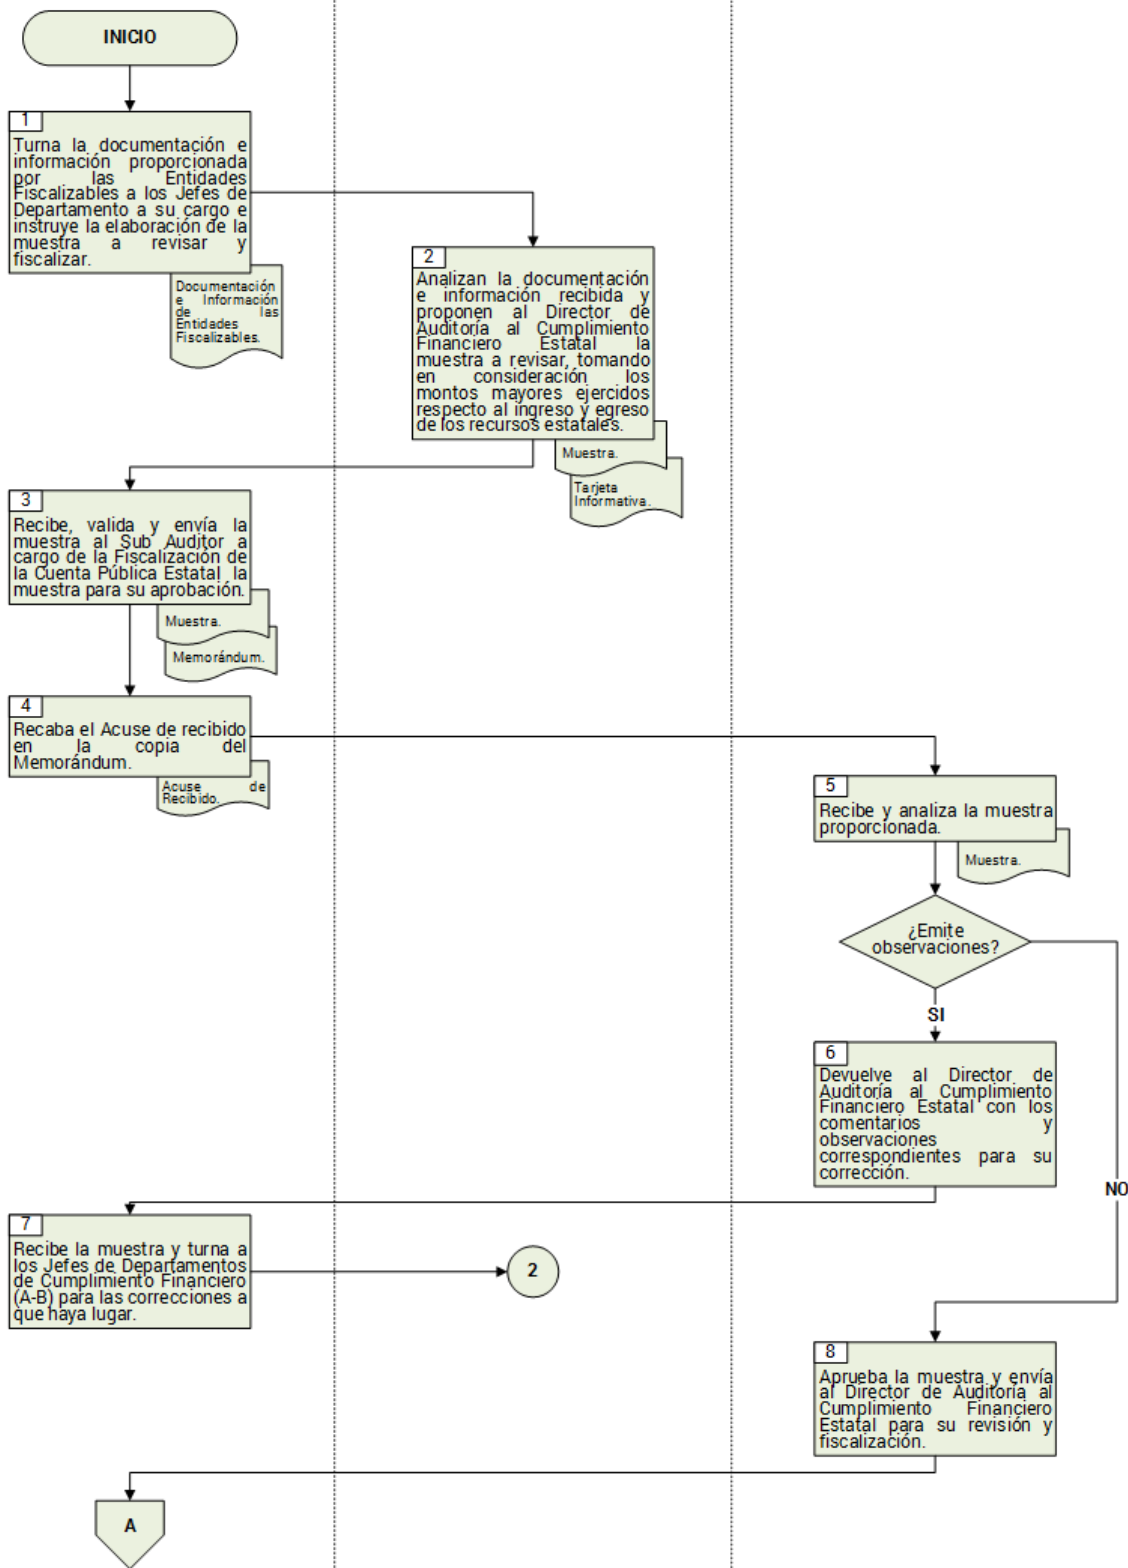 INICIO
1
Turna la documentación e
información proporcionada
por las Entidades
Fiscalizables a los Jefes de
Departamento a su cargo e
instruye la elaboración de la
muestra a revisar y
fiscalizar.
Documentación
e Información
de las
Entidades
Fiscalizables.
2
Analizan la documentación
e información recibida y
proponen al Director de
Auditoría al Cumplimiento
Financiero Estatal la
muestra a revisar, tomando
en consideración los
montos mayores ejercidos
respecto al ingreso y egreso
de los recursos estatales.
Muestra.
Tarjeta
Informativa.
3
Recibe, valida y envía la
muestra al Sub Auditor a
cargo de la Fiscalización de
la Cuenta Pública Estatal la
muestra para su aprobación.
Muestra.
Memorándum.
4
Recaba el Acuse de recibido
en la copia del
Memorándum.
Acuse de
Recibido.
5
Recibe y analiza la muestra
proporcionada.
Muestra.
¿Emite
observaciones?
SI
6
Devuelve al Director de
Auditoría al Cumplimiento
Financiero Estatal con los
comentarios y
observaciones
correspondientes para su
corrección.
NO
7
Recibe la muestra y turna a
los Jefes de Departamentos
de Cumplimiento Financiero
(A-B) para las correcciones a
que haya lugar.
2
8
Aprueba la muestra y envía
al Director de Auditoría al
Cumplimiento Financiero
Estatal para su revisión y
fiscalización.
A